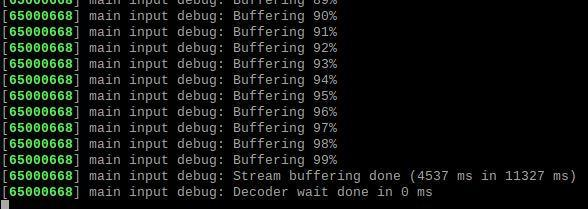 [65000668] main input debug: Buffering 89%
[65000668] main input debug: Buffering 90%
[65000668] main input debug: Buffering 91%
[65000668] main input debug: Buffering 92%
[65000668] main input debug: Buffering 93%
[65000668] main input debug: Buffering 94%
[65000668] main input debug: Buffering 95%
[65000668] main input debug: Buffering 96%
[65000668] main input debug: Buffering 97%
[65000668] main input debug: Buffering 98%
[65000668] main input debug: Buffering 99%
[65000668] main input debug: Stream buffering done (4537 ms in 11327 ms)
[65000668] main input debug: Decoder wait done in 0 ms